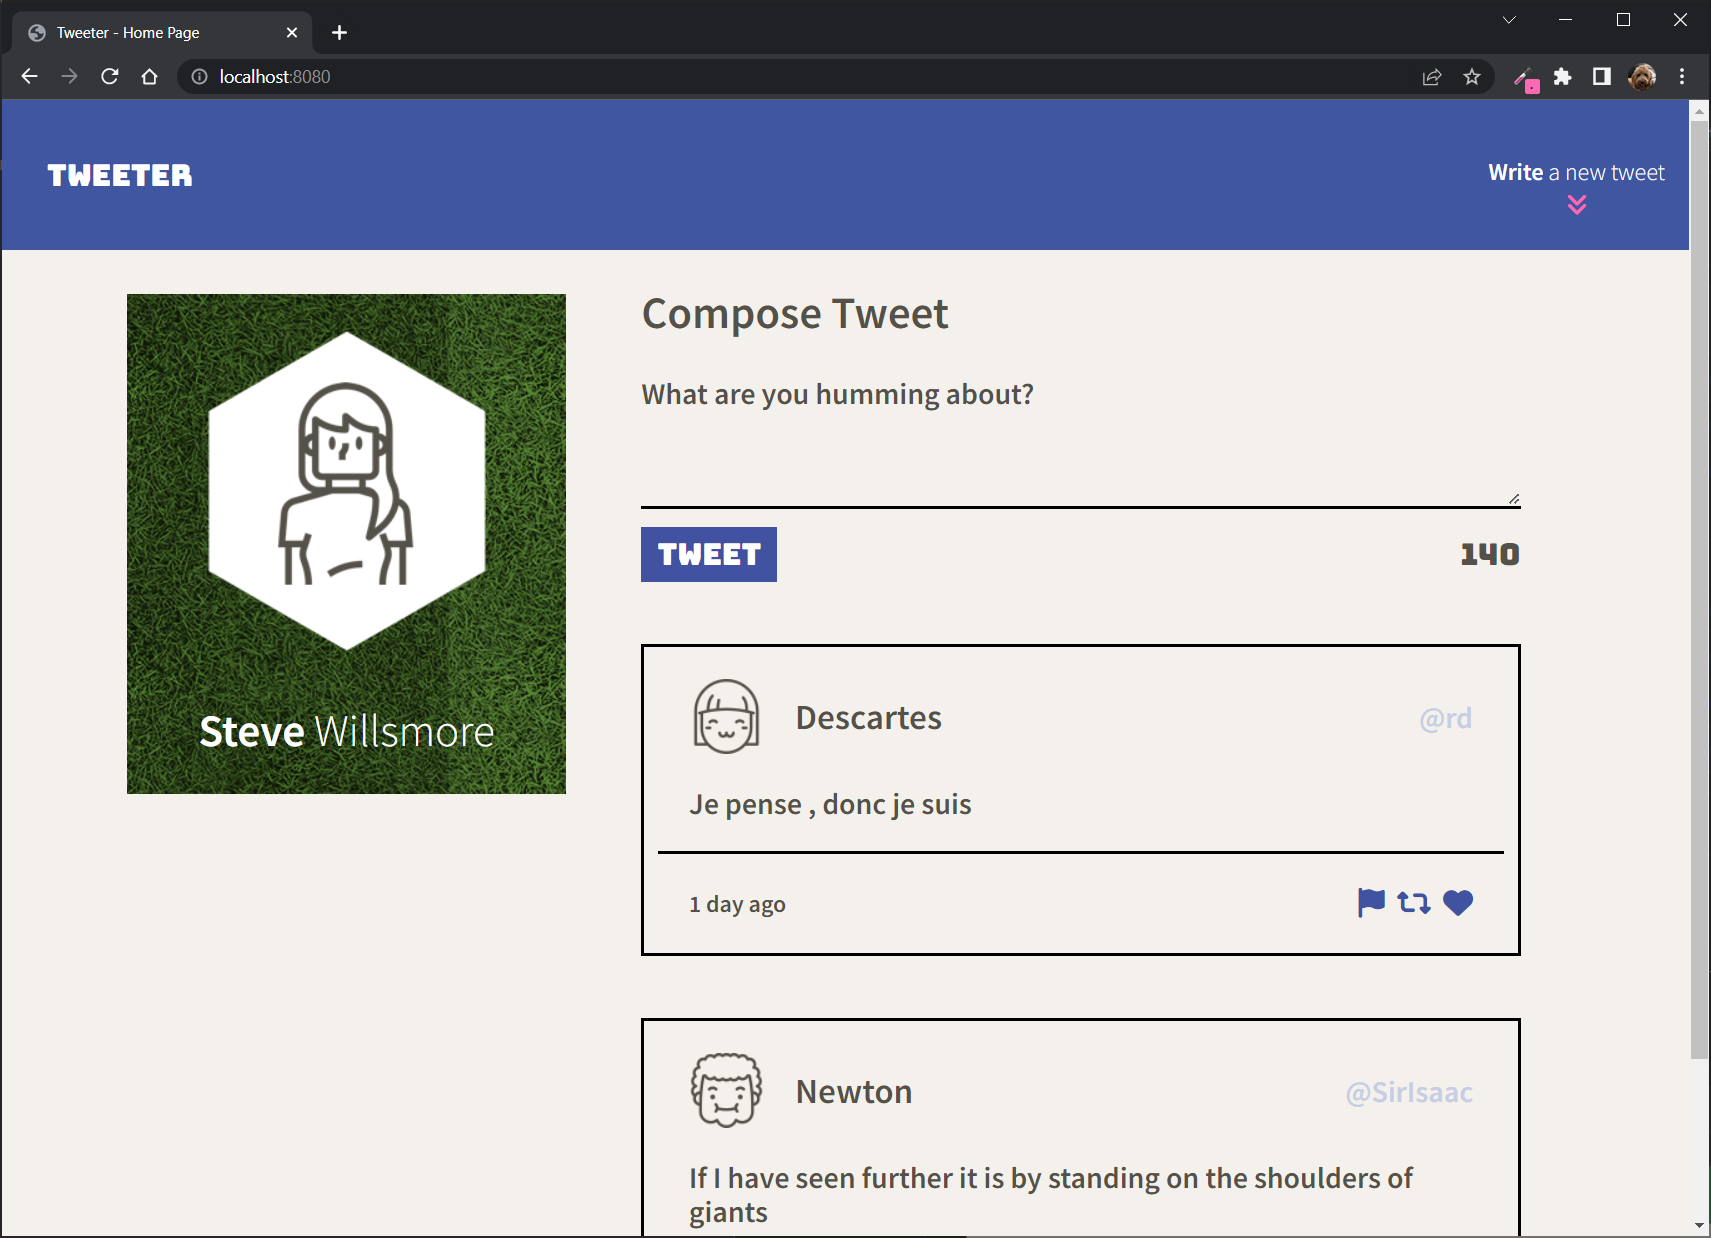 Tweeter - Home Page
localhost:8080
TWEETER
Write a new tweet
Steve Willsmore
Compose Tweet
What are you humming about?
TWEET
140
Descartes
@rd
Je pense , donc je suis
1 day ago
Newton
@SirIsaac
If I have seen further it is by standing on the shoulders of
giants